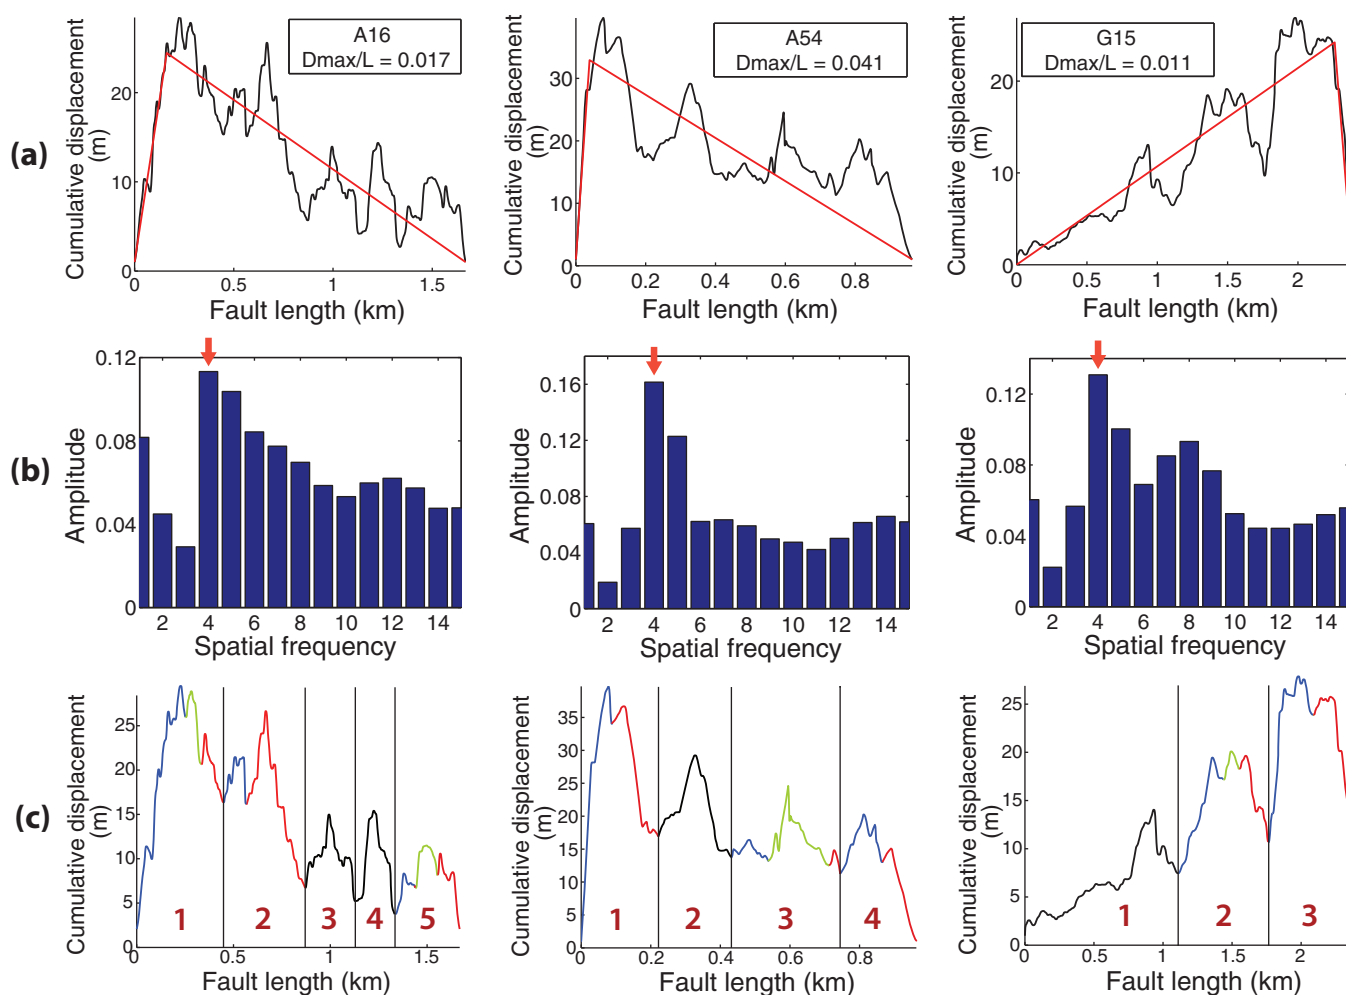 (a)
Cumulative displacement
(m)
20
10
0
A16
Dmax/L = 0.017
0
0.5
1
1.5
Fault length (km)
Cumulative displacement
(m)
30
20
10
0
A54
Dmax/L = 0.041
0
0.2
0.4
0.6
0.8
Fault length (km)
Cumulative displacement
(m)
20
10
0
G15
Dmax/L = 0.011
0
0.5
1
1.5
2
Fault length (km)
(b)
Amplitude
0.12
0.08
0.04
0
2 4 6 8 10 12 14
Spatial frequency
Amplitude
0.16
0.12
0.08
0.04
0
2 4 6 8 10 12 14
Spatial frequency
Amplitude
0.12
0.08
0.04
0
2 4 6 8 10 12 14
Spatial frequency
(c)
Cumulative displacement
(m)
25
20
15
10
5
0
1 2 3 4 5
0 0.5 1 1.5
Fault length (km)
Cumulative displacement
(m)
35
30
25
20
15
10
5
0
1 2 3 4
0 0.2 0.4 0.6 0.8
Fault length (km)
Cumulative displacement
(m)
25
20
15
10
5
0
1 2 3
0 0.5 1 1.5 2
Fault length (km)